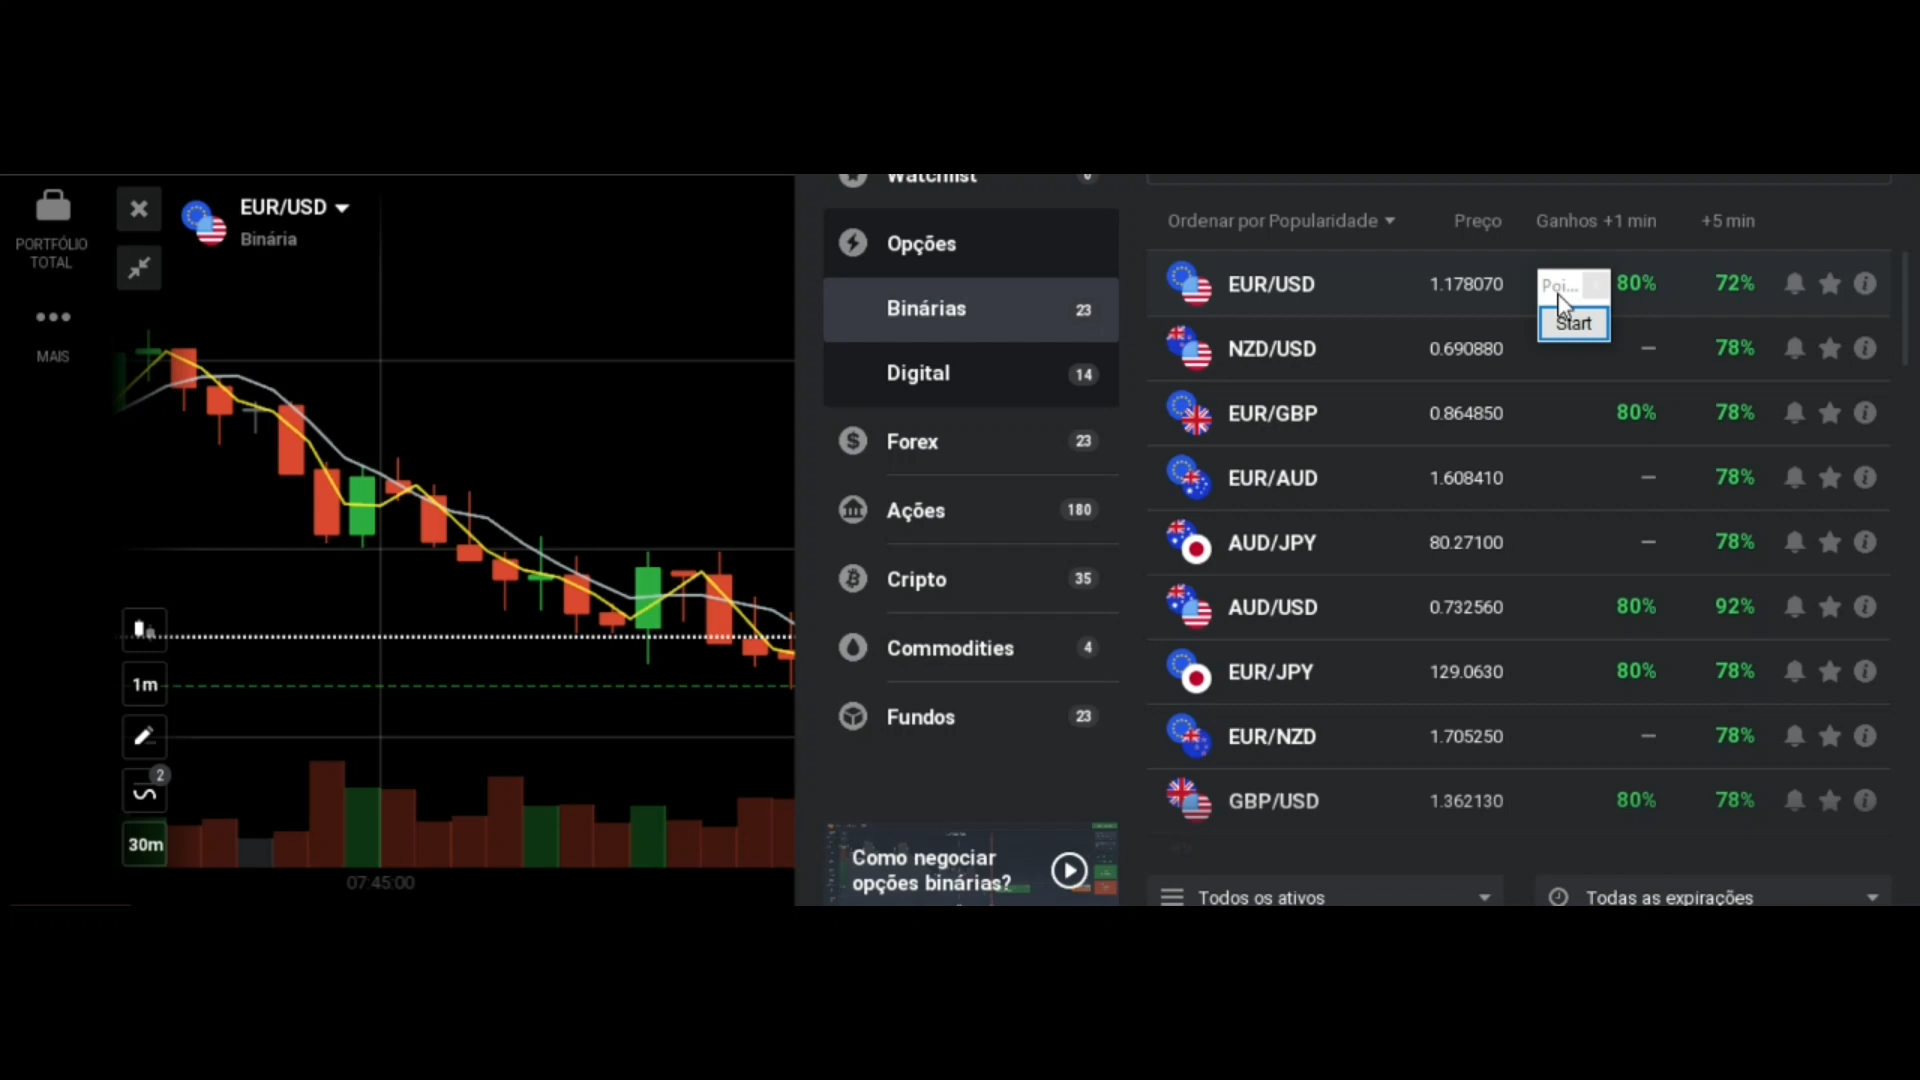 PORTFÓLIO
TOTAL
MAIS
EUR/USD
Binária
1m
2
30m
07:45:00
Watchlist
Opções
Binárias 23
Digital 14
Forex 23
Ações 180
Cripto 35
Commodities 4
Fundos 23
Como negociar
opções binárias?
Ordenar por Popularidade Preço Ganhos +1 min +5 min
EUR/USD 1.178070 80% 72%
Poi...
Start
NZD/USD 0.690880 — 78%
EUR/GBP 0.864850 80% 78%
EUR/AUD 1.608410 — 78%
AUD/JPY 80.27100 — 78%
AUD/USD 0.732560 80% 92%
EUR/JPY 129.0630 80% 78%
EUR/NZD 1.705250 — 78%
GBP/USD 1.362130 80% 78%
Todos os ativos Todas as expirações